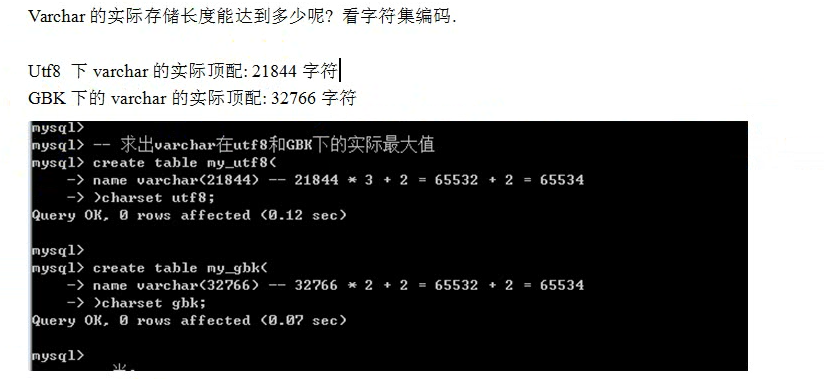 Varchar 的实际存储长度能达到多少呢? 看字符集编码.
Utf8 下 varchar 的实际顶配: 21844 字符
GBK 下的 varchar 的实际顶配: 32766 字符
mysql>
mysql> -- 求出varchar在utf8和GBK下的实际最大值
mysql> create table my_utf8(
-> name varchar(21844) -- 21844 * 3 + 2 = 65532 + 2 = 65534
-> )charset utf8;
Query OK, 0 rows affected (0.12 sec)
mysql>
mysql> create table my_gbk(
-> name varchar(32766) -- 32766 * 2 + 2 = 65532 + 2 = 65534
-> )charset gbk;
Query OK, 0 rows affected (0.07 sec)
mysql>